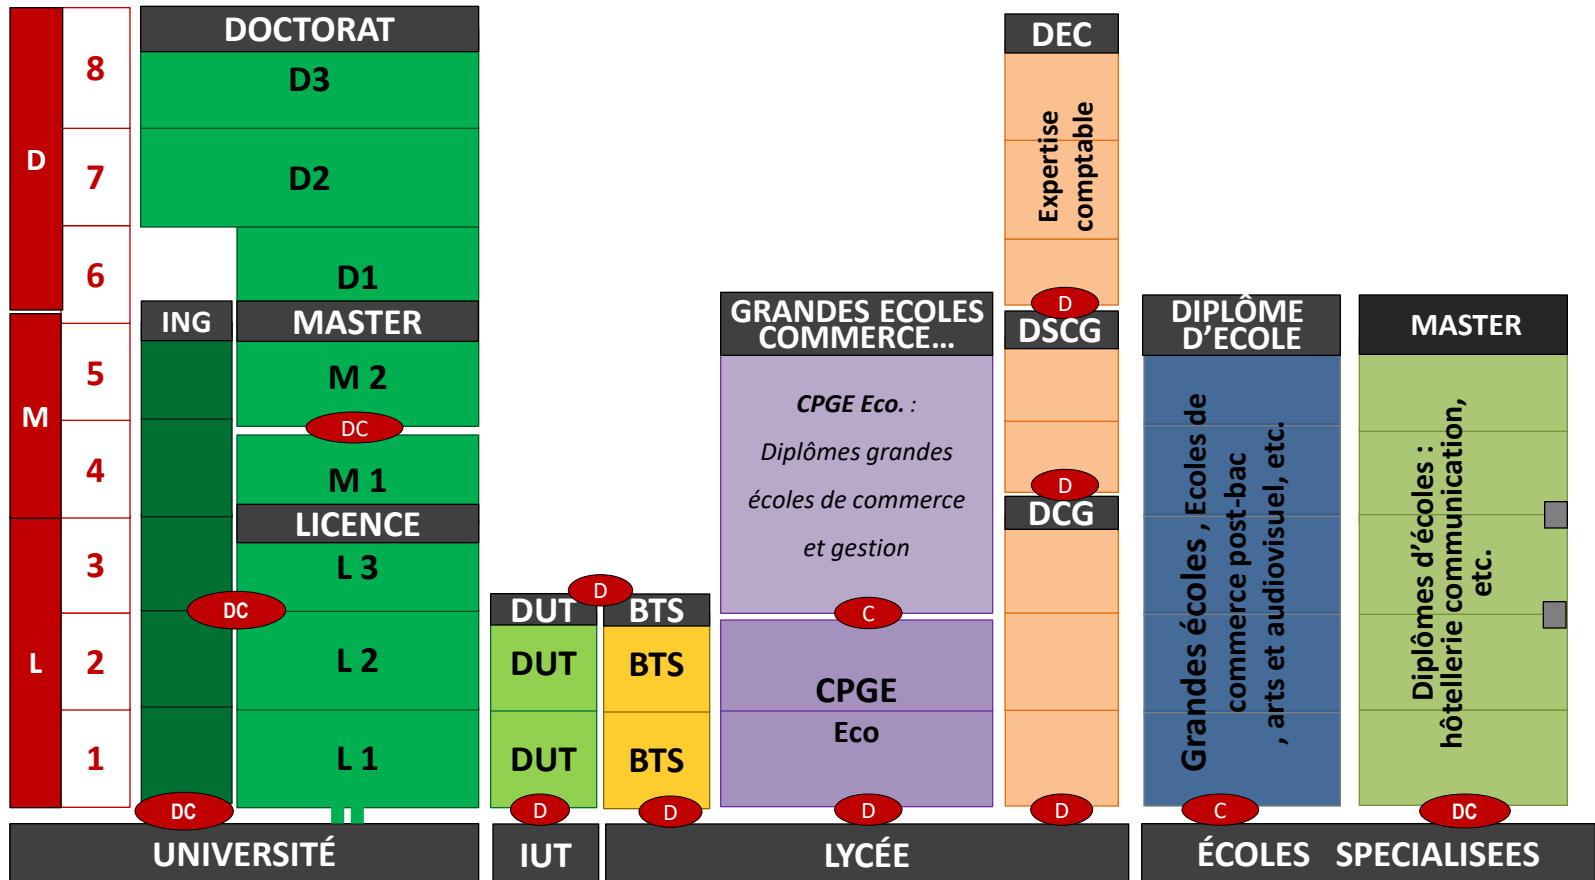 D
M
L
8
7
6
5
4
3
2
1
DOCTORAT
D3
D2
D1
ING
MASTER
M 2
DC
M 1
LICENCE
L 3
DC
L 2
L 1
DC
UNIVERSITÉ
D
DUT
DUT
DUT
D
IUT
BTS
BTS
BTS
D
GRANDES ECOLES
COMMERCE...
CPGE Eco. :
Diplômes grandes
écoles de commerce
et gestion
C
CPGE
Eco
D
DEC
Expertise
comptable
D
DSCG
D
DCG
D
LYCÉE
DIPLÔME
D'ECOLE
Grandes écoles , Ecoles de
commerce post-bac
, arts et audiovisuel, etc.
C
MASTER
Diplômes d'écoles :
hôtellerie communication,
etc.
DC
ÉCOLES SPECIALISEES